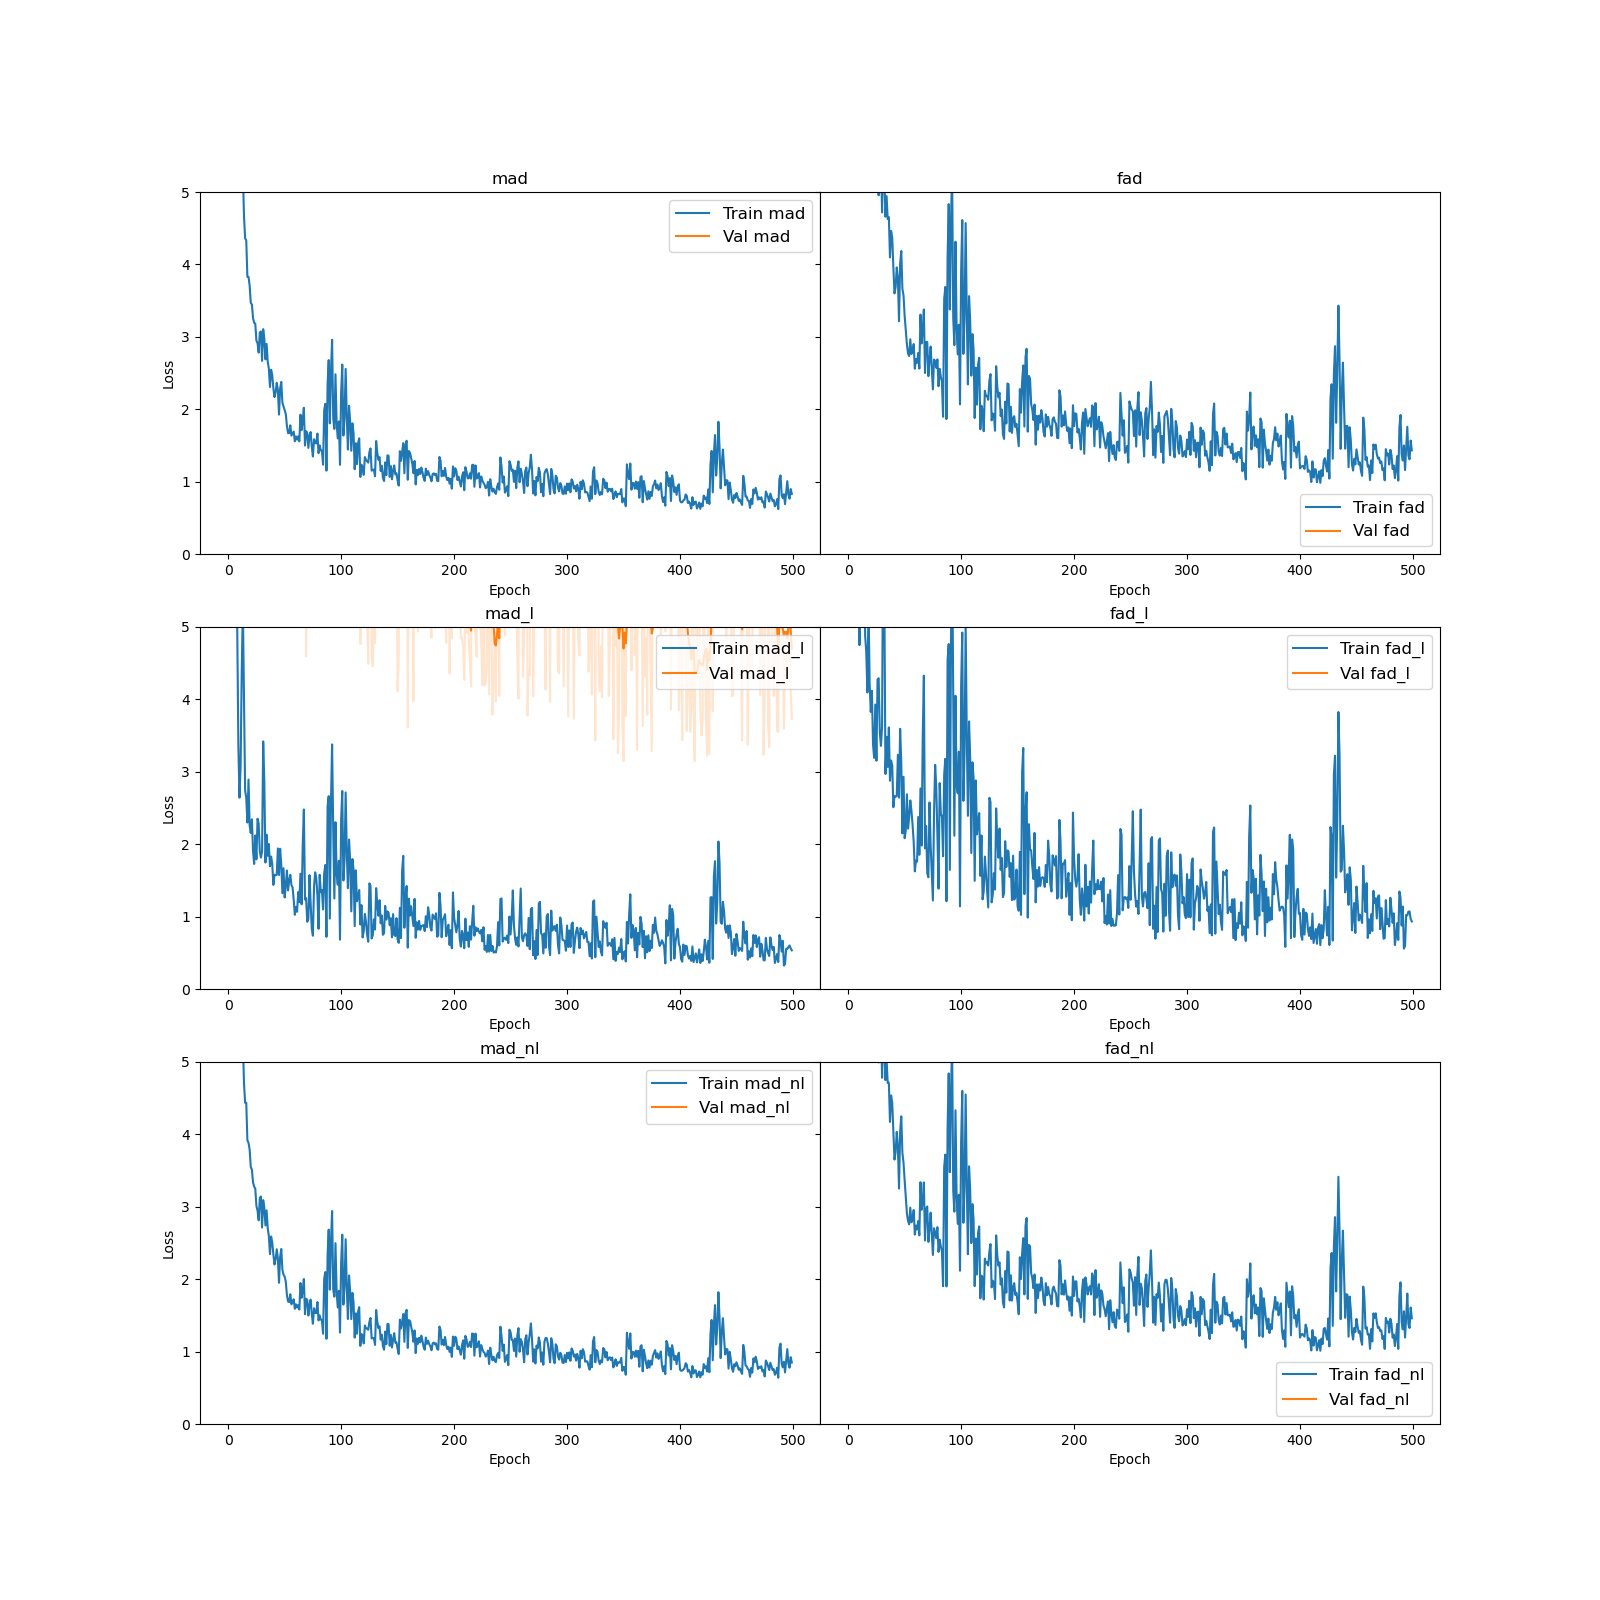 mad
fad
5
4
3
2
1
0
Loss
Train mad
Val mad
Train fad
Val fad
0 100 200 300 400 500
0 100 200 300 400 500
Epoch
Epoch
mad_l
fad_l
5
4
3
2
1
0
Loss
Train mad_l
Val mad_l
Train fad_l
Val fad_l
0 100 200 300 400 500
0 100 200 300 400 500
Epoch
Epoch
mad_nl
fad_nl
5
4
3
2
1
0
Loss
Train mad_nl
Val mad_nl
Train fad_nl
Val fad_nl
0 100 200 300 400 500
0 100 200 300 400 500
Epoch
Epoch